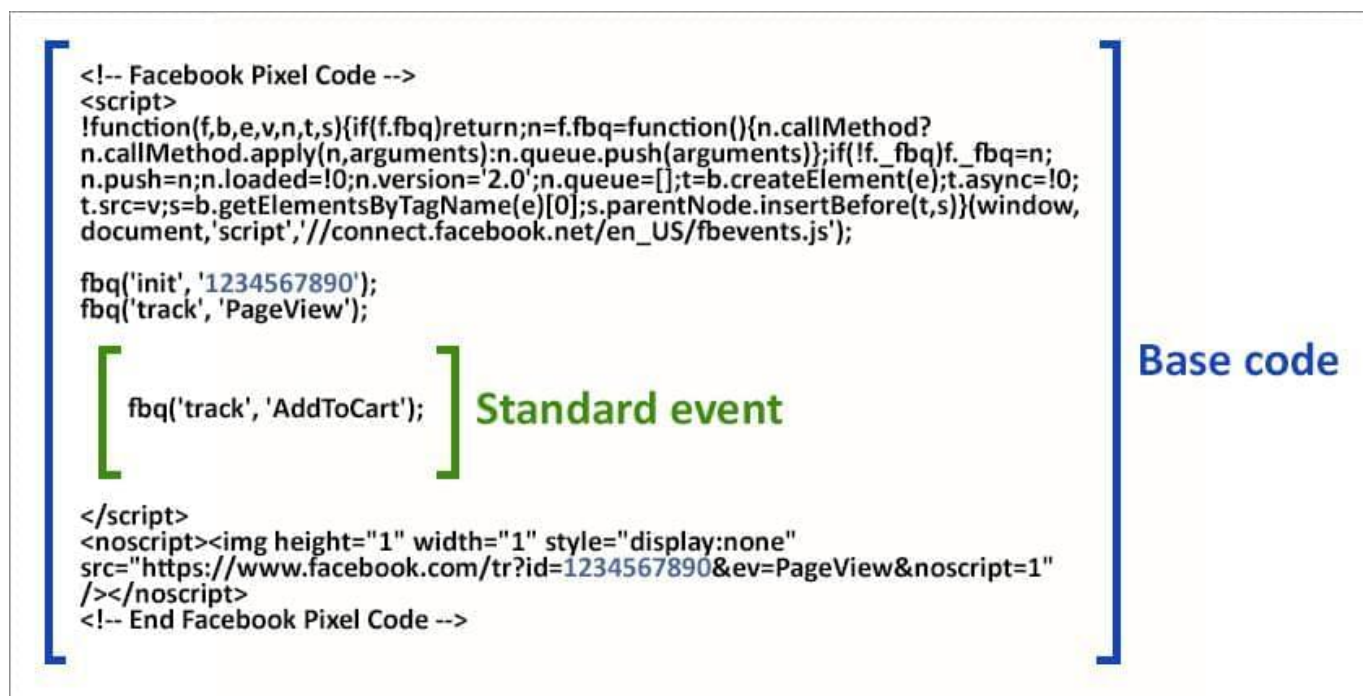 <!-- Facebook Pixel Code -->
<script>
!function(f,b,e,v,n,t,s){if(f.fbq)return;n=f.fbq=function(){n.callMethod?
n.callMethod.apply(n,arguments):n.queue.push(arguments)};if(!f._fbq)f._fbq=n;
n.push=n;n.loaded=!0;n.version='2.0';n.queue=[];t=b.createElement(e);t.async=!0;
t.src=v;s=b.getElementsByTagName(e)[0];s.parentNode.insertBefore(t,s)}(window,
document,'script','//connect.facebook.net/en_US/fbevents.js');
fbq('init', '1234567890');
fbq('track', 'PageView');
fbq('track', 'AddToCart');
Standard event
Base code
</script>
<noscript><img height="1" width="1" style="display:none"
src="https://www.facebook.com/tr?id=1234567890&ev=PageView&noscript=1"
/></noscript>
<!-- End Facebook Pixel Code -->